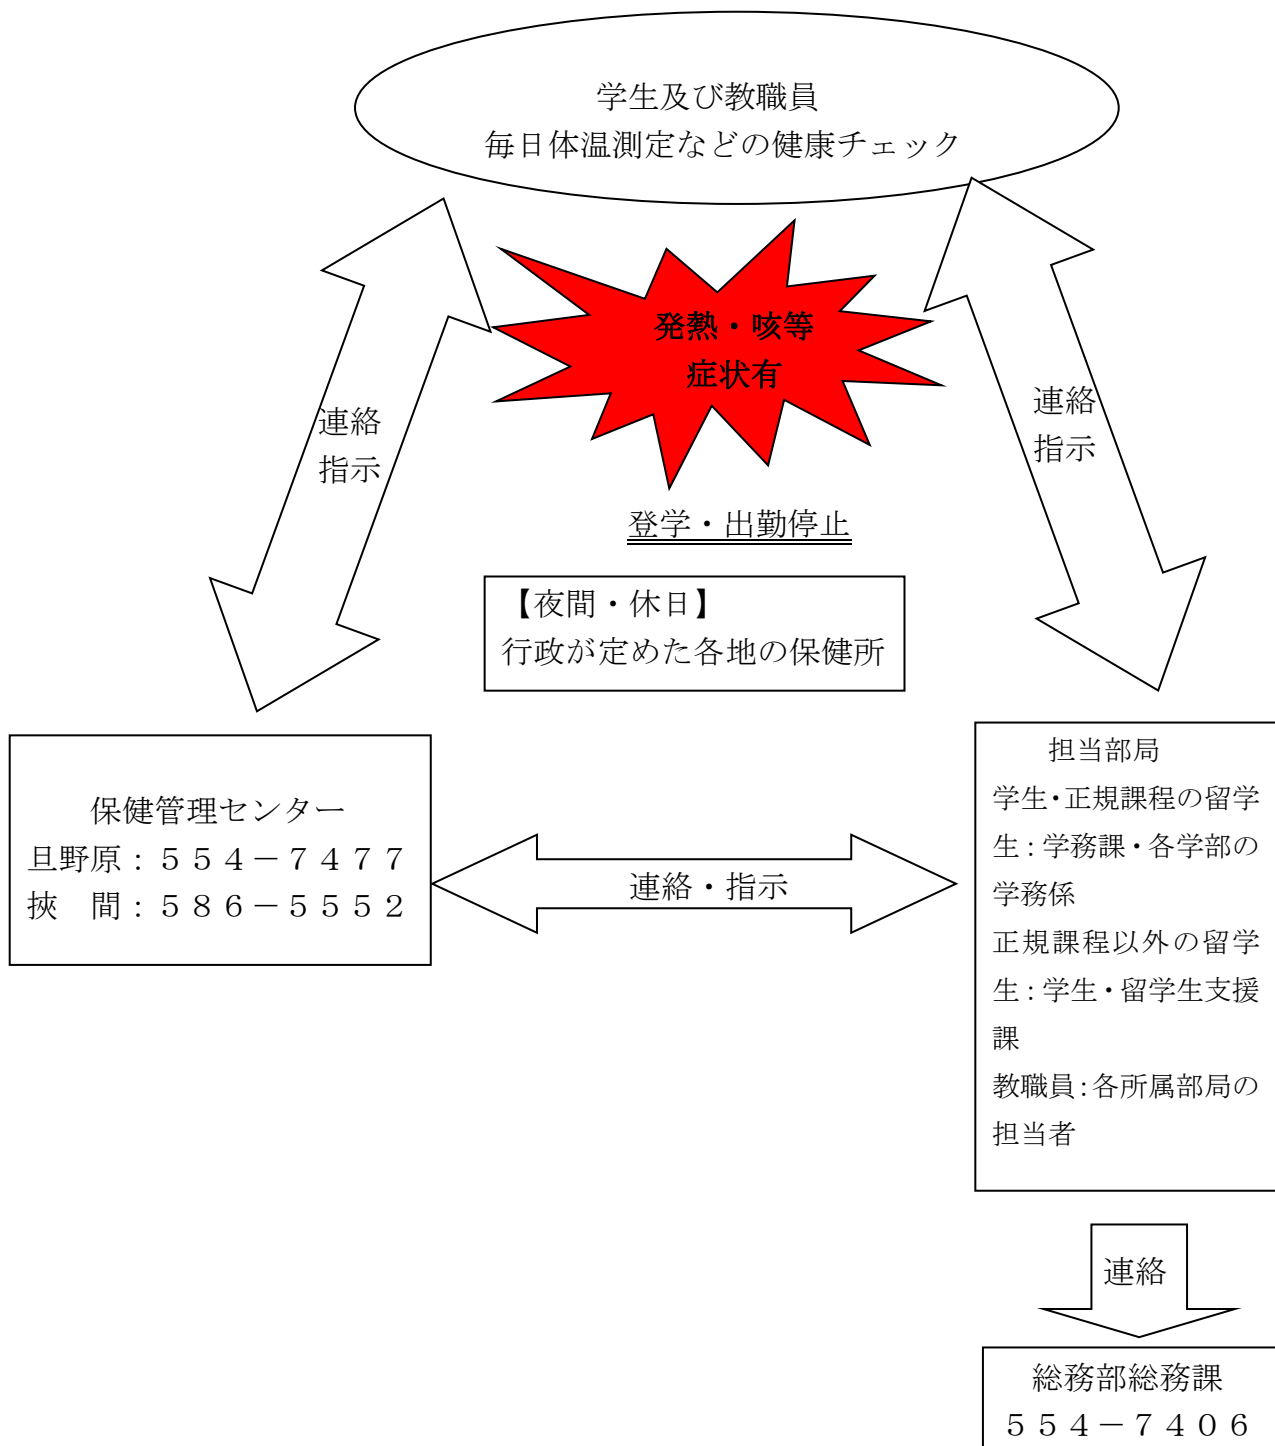 学生及び教職員
毎日体温測定などの健康チェック
発熱・咳等
症状有
連絡
指示
連絡
指示
登学・出勤停止
【夜間・休日】
行政が定めた各地の保健所
保健管理センター
旦野原：５５４－７４７７
挾　間：５８６－５５５２
連絡・指示
担当部局
学生・正規課程の留学
生：学務課・各学部の
学務係
正規課程以外の留学
生：学生・留学生支援
課
教職員：各所属部局の
担当者
連絡
総務部総務課
５５４－７４０６